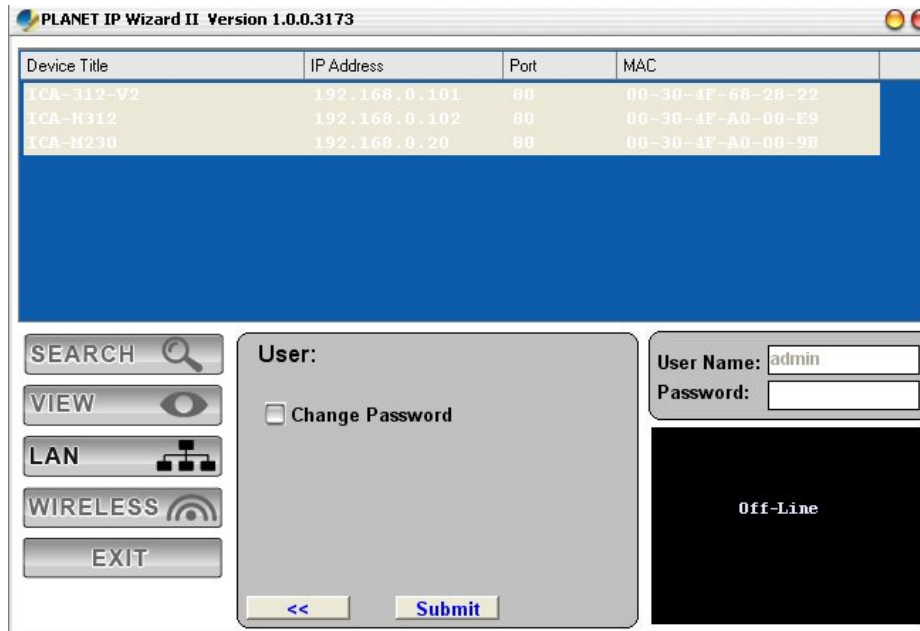 PLANET IP Wizard II Version 1.0.0.3173
Device Title IP Address Port MAC
ICA-312-V2 192.168.0.101 80 00-30-4F-68-28-22
ICA-H312 192.168.0.102 80 00-30-4F-A0-00-E9
ICA-M230 192.168.0.20 80 00-30-4F-A0-00-9B
SEARCH
VIEW
LAN
WIRELESS
EXIT
User:
Change Password
<<
Submit
User Name: admin
Password:
Off-Line